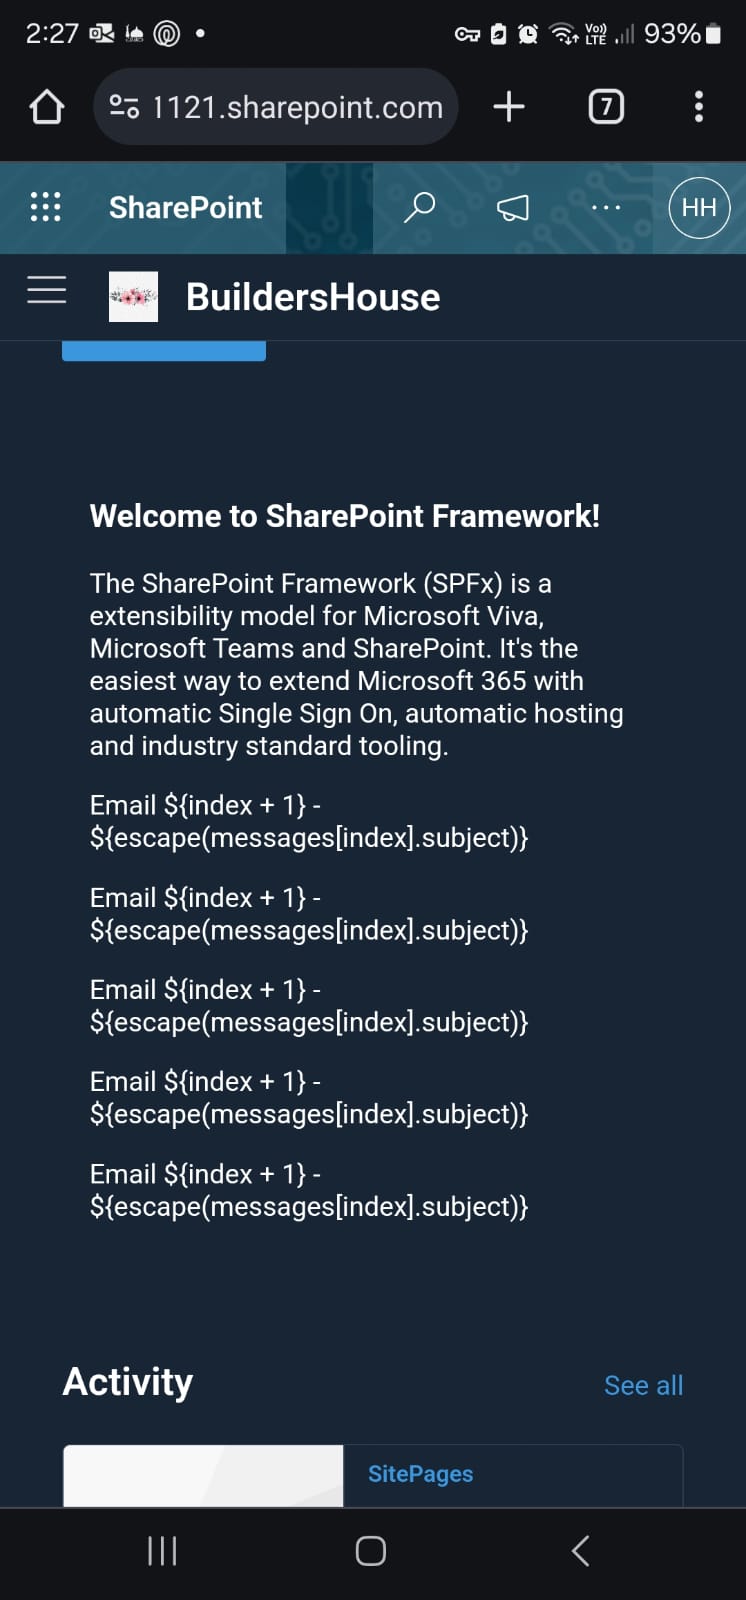 2:27
Vo))
LTE
93%
1121.sharepoint.com
7
SharePoint
HH
BuildersHouse
Welcome to SharePoint Framework!
The SharePoint Framework (SPFx) is a
extensibility model for Microsoft Viva,
Microsoft Teams and SharePoint. It's the
easiest way to extend Microsoft 365 with
automatic Single Sign On, automatic hosting
and industry standard tooling.
Email ${index + 1} -
${escape(messages[index].subject)}
Email ${index + 1} -
${escape(messages[index].subject)}
Email ${index + 1} -
${escape(messages[index].subject)}
Email ${index + 1} -
${escape(messages[index].subject)}
Email ${index + 1} -
${escape(messages[index].subject)}
Activity
See all
SitePages